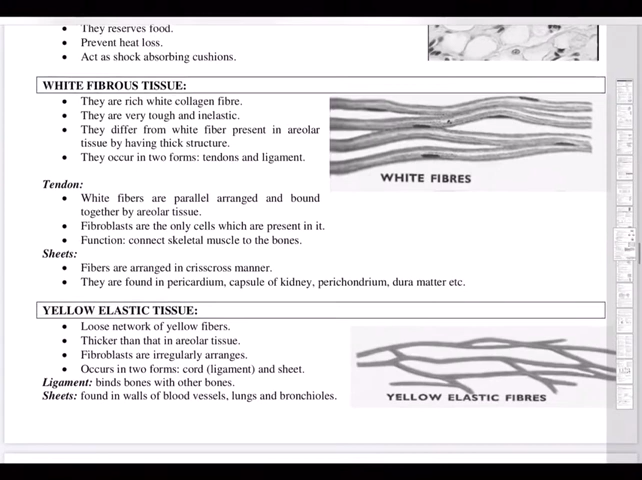 They reserves food.
Prevent heat loss.
Act as shock absorbing cushions.
WHITE FIBROUS TISSUE:
They are rich white collagen fibre.
They are very tough and inelastic.
They differ from white fiber present in areolar
tissue by having thick structure.
They occur in two forms: tendons and ligament.
WHITE FIBRES
Tendon:
White fibers are parallel arranged and bound
together by areolar tissue.
Fibroblasts are the only cells which are present in it.
Function: connect skeletal muscle to the bones.
Sheets:
Fibers are arranged in crisscross manner.
They are found in pericardium, capsule of kidney, perichondrium, dura matter etc.
YELLOW ELASTIC TISSUE:
Loose network of yellow fibers.
Thicker than that in areolar tissue.
Fibroblasts are irregularly arranges.
Occurs in two forms: cord (ligament) and sheet.
Ligament: binds bones with other bones.
Sheets: found in walls of blood vessels, lungs and bronchioles.
YELLOW ELASTIC FIBRES